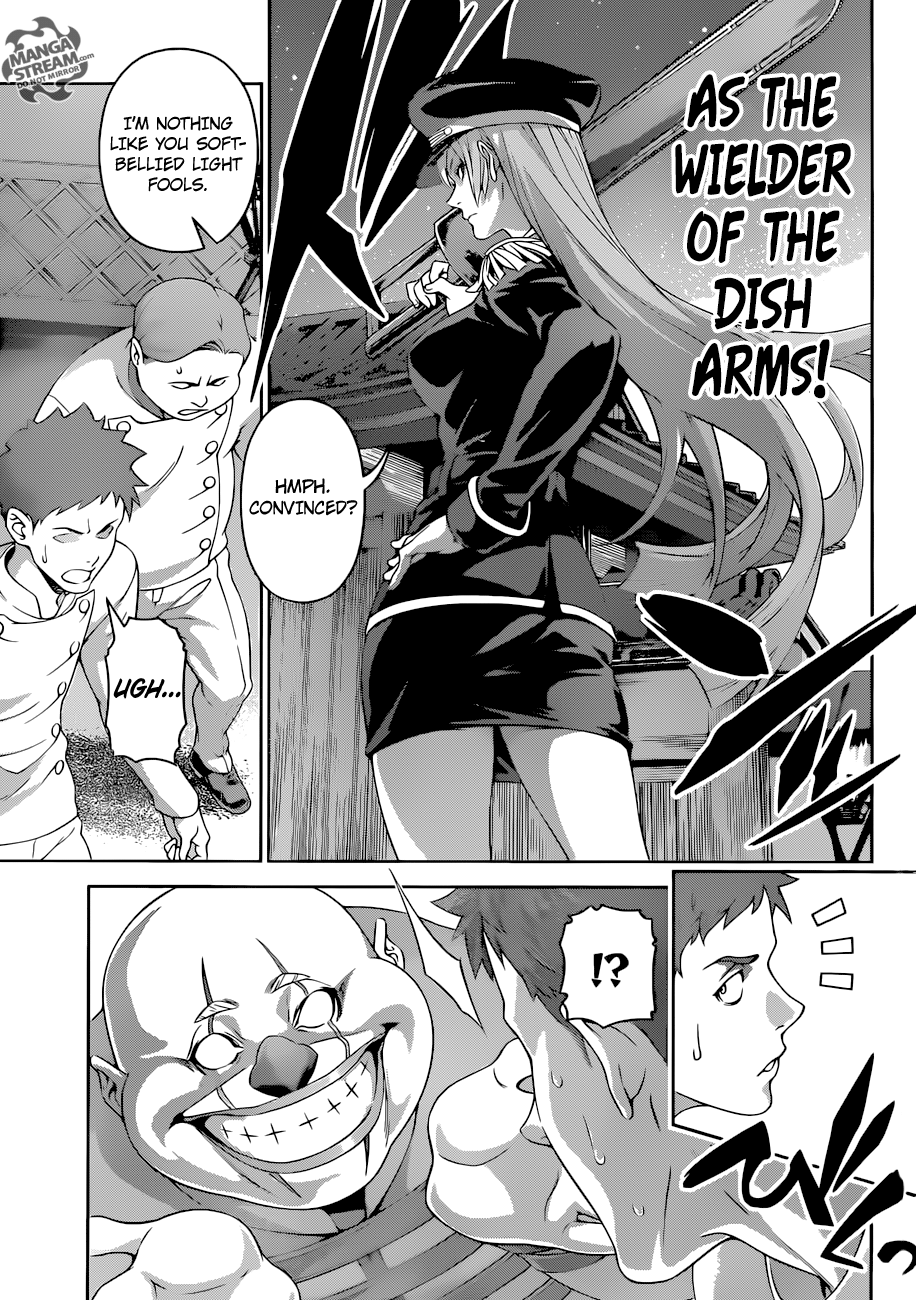 MANGA
STREAM.com
DO NOT MIRROR
AS THE
WIELDER
OF THE
DISH
ARMS!
HMPH.
CONVINCED?
I'M NOTHING
LIKE YOU SOFT-
BELLIED LIGHT
FOOLS.
UGH...
!?